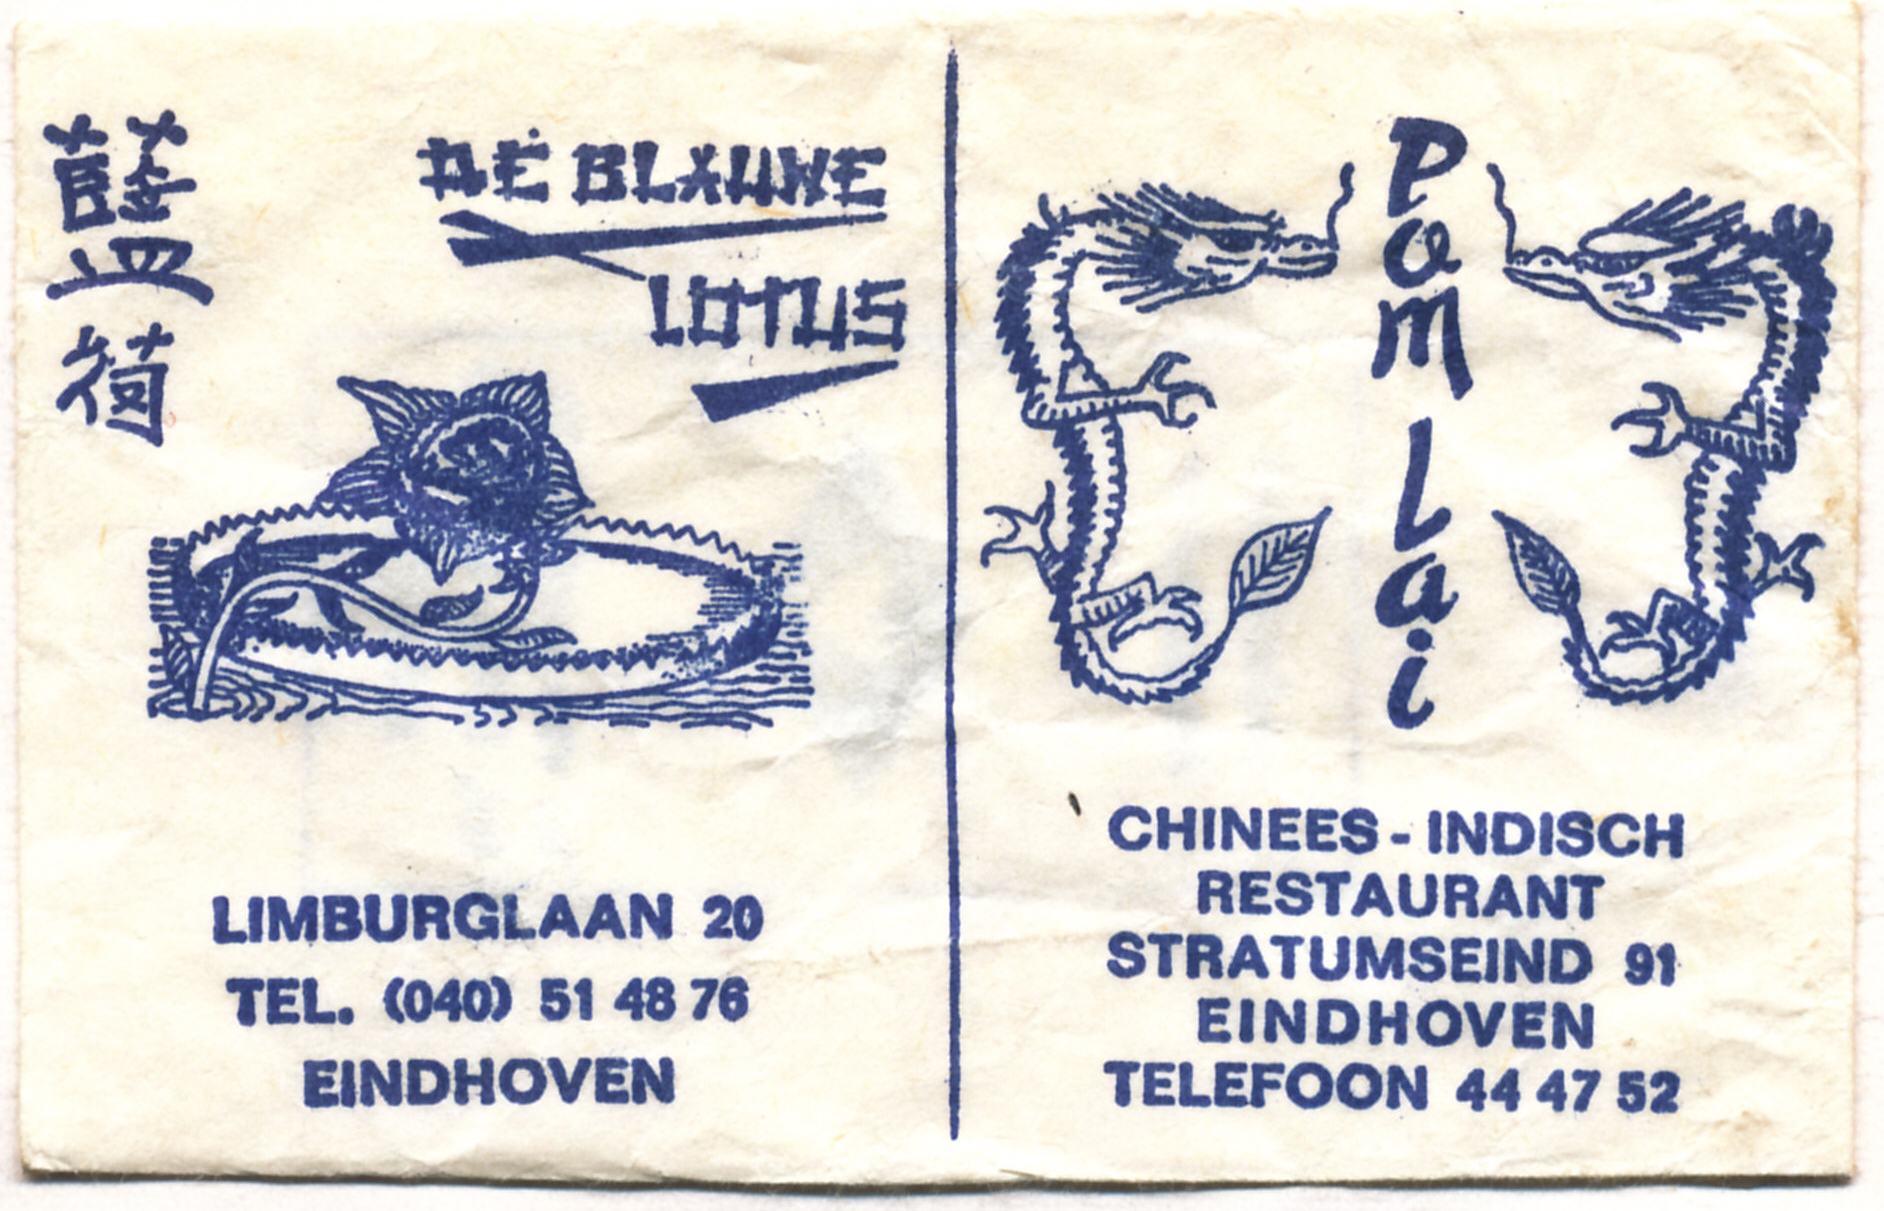 藍荷
DE BLAUWE
LOTUS
LIMBURGLAAN 20
TEL. (040) 51 48 76
EINDHOVEN
Pom Lai
CHINEES - INDISCH
RESTAURANT
STRATUMSEIND 91
EINDHOVEN
TELEFOON 44 47 52